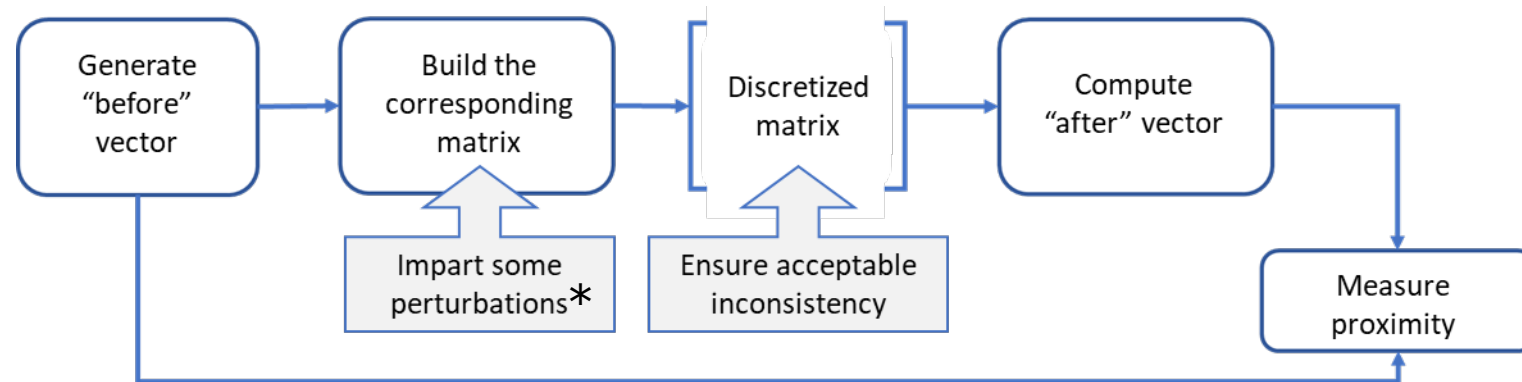 Generate
“before”
vector
Build the
corresponding
matrix
Discretized
matrix
Compute
“after” vector
Impart some
perturbations*
Ensure acceptable
inconsistency
Measure
proximity